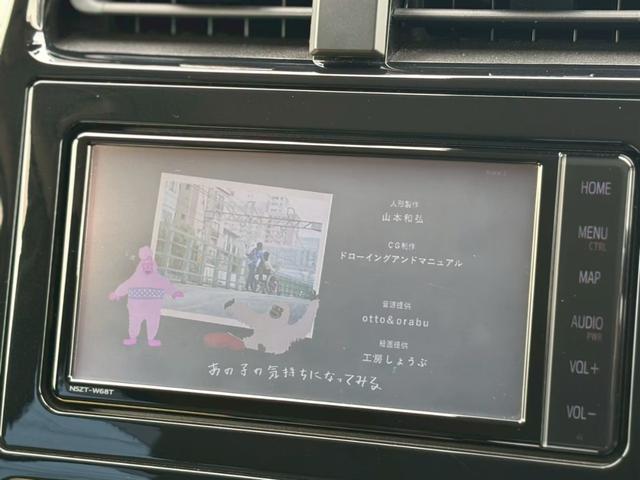 人形製作
山本和弘
CG制作
ドローイングアンドマニュアル
音源提供
otto&orabu
絵画提供
工房しょうぶ
あの子の気持ちになってみる
NSZT-W68T
HOME
MENU
CTRL
MAP
AUDIO
PWR
VOL+
VOL-